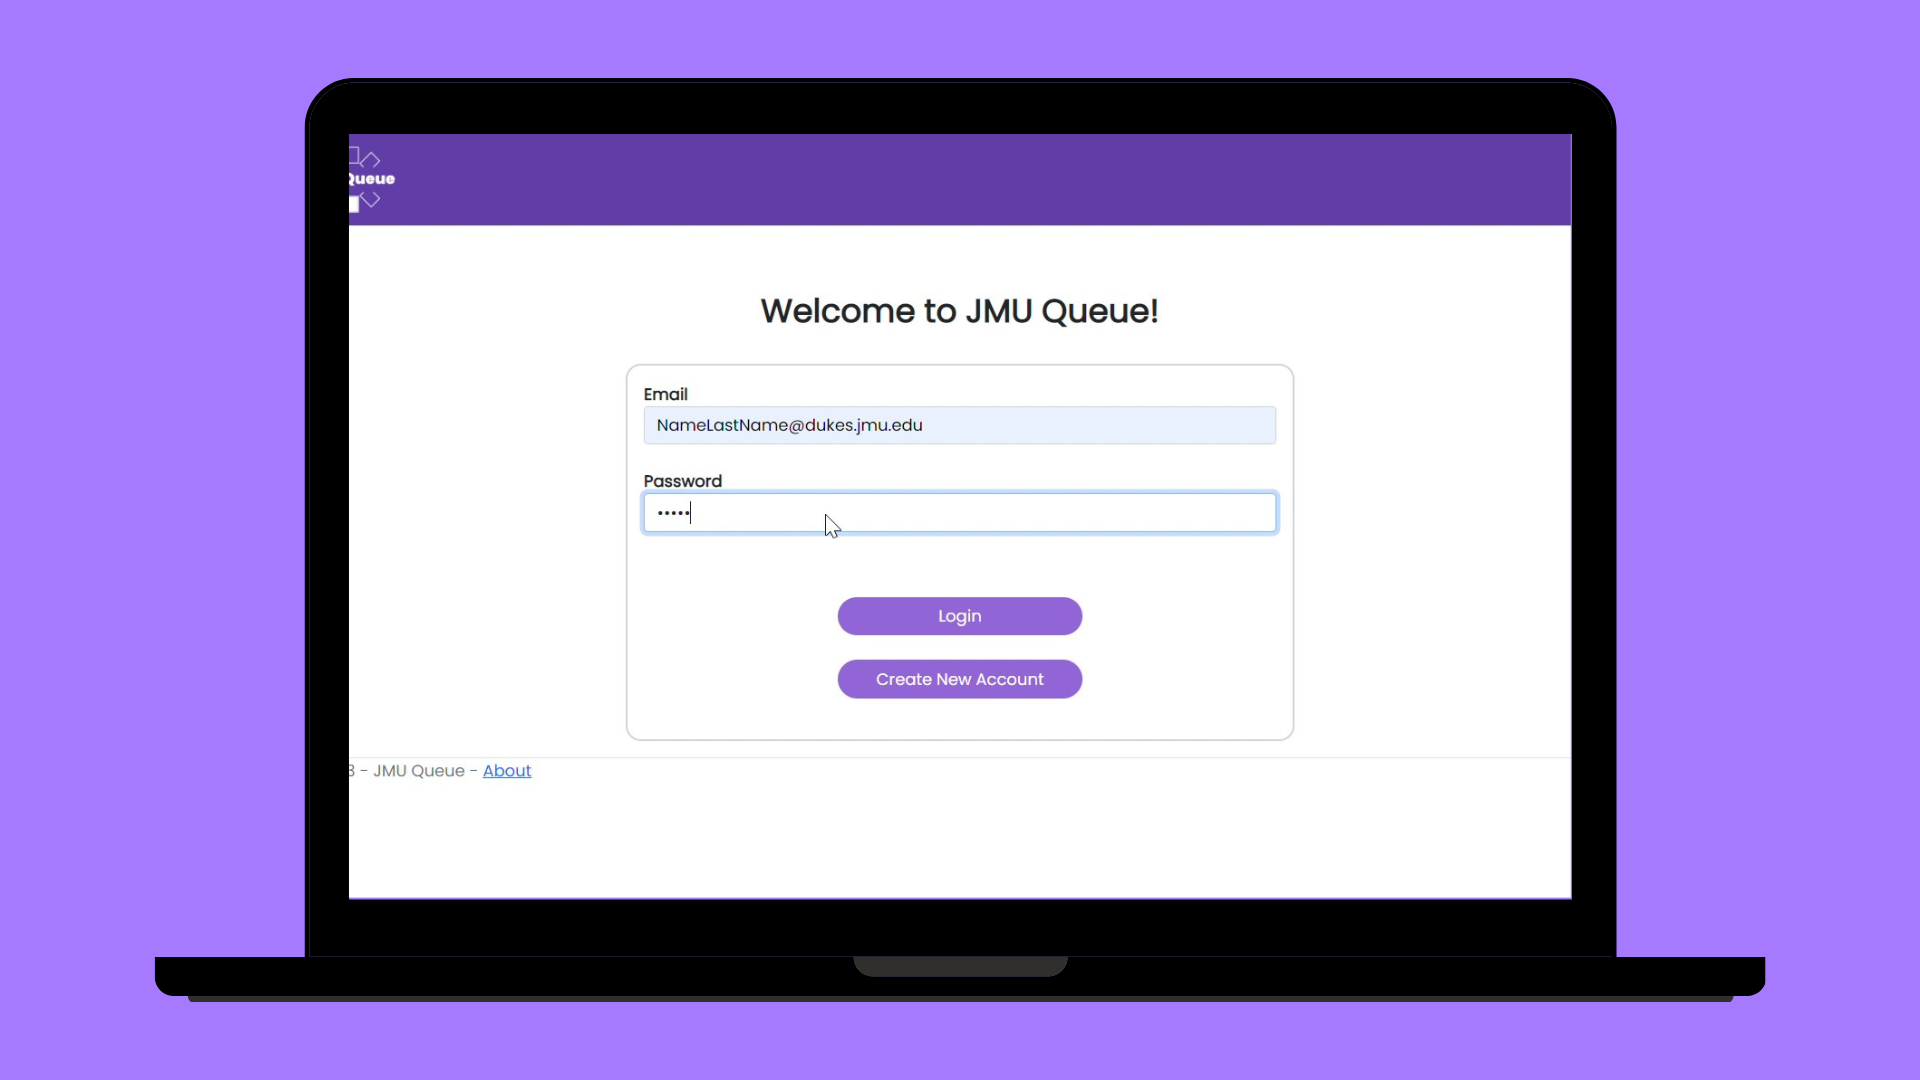 Queue
Welcome to JMU Queue!
Email
NameLastName@dukes.jmu.edu
Password
•••••
Login
Create New Account
3 - JMU Queue - About